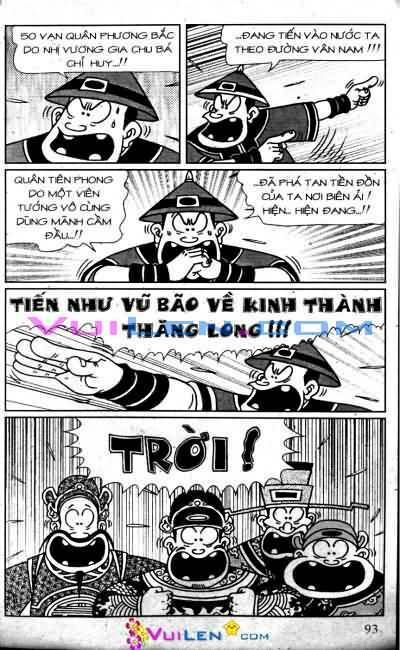 50 VẠN QUÂN PHƯƠNG BẮC
DO NHỊ VƯƠNG GIA CHU BÁ
CHỈ HUY...!!
...ĐANG TIẾN VÀO NƯỚC TA
THEO ĐƯỜNG VÂN NAM !!!
QUÂN TIÊN PHONG
DO MỘT VIÊN
TƯỚNG VÔ CÙNG
DŨNG MÃNH CẦM
ĐẦU...!!
...ĐÃ PHÁ TAN TIỀN ĐỒN
CỦA TA NƠI BIÊN ẢI !
HIỆN... HIỆN ĐANG...!!
TIẾN NHƯ VŨ BÃO VỀ KINH THÀNH
THĂNG LONG !!!
VUILEN.COM
TRỜI !
93
VUILEN.COM